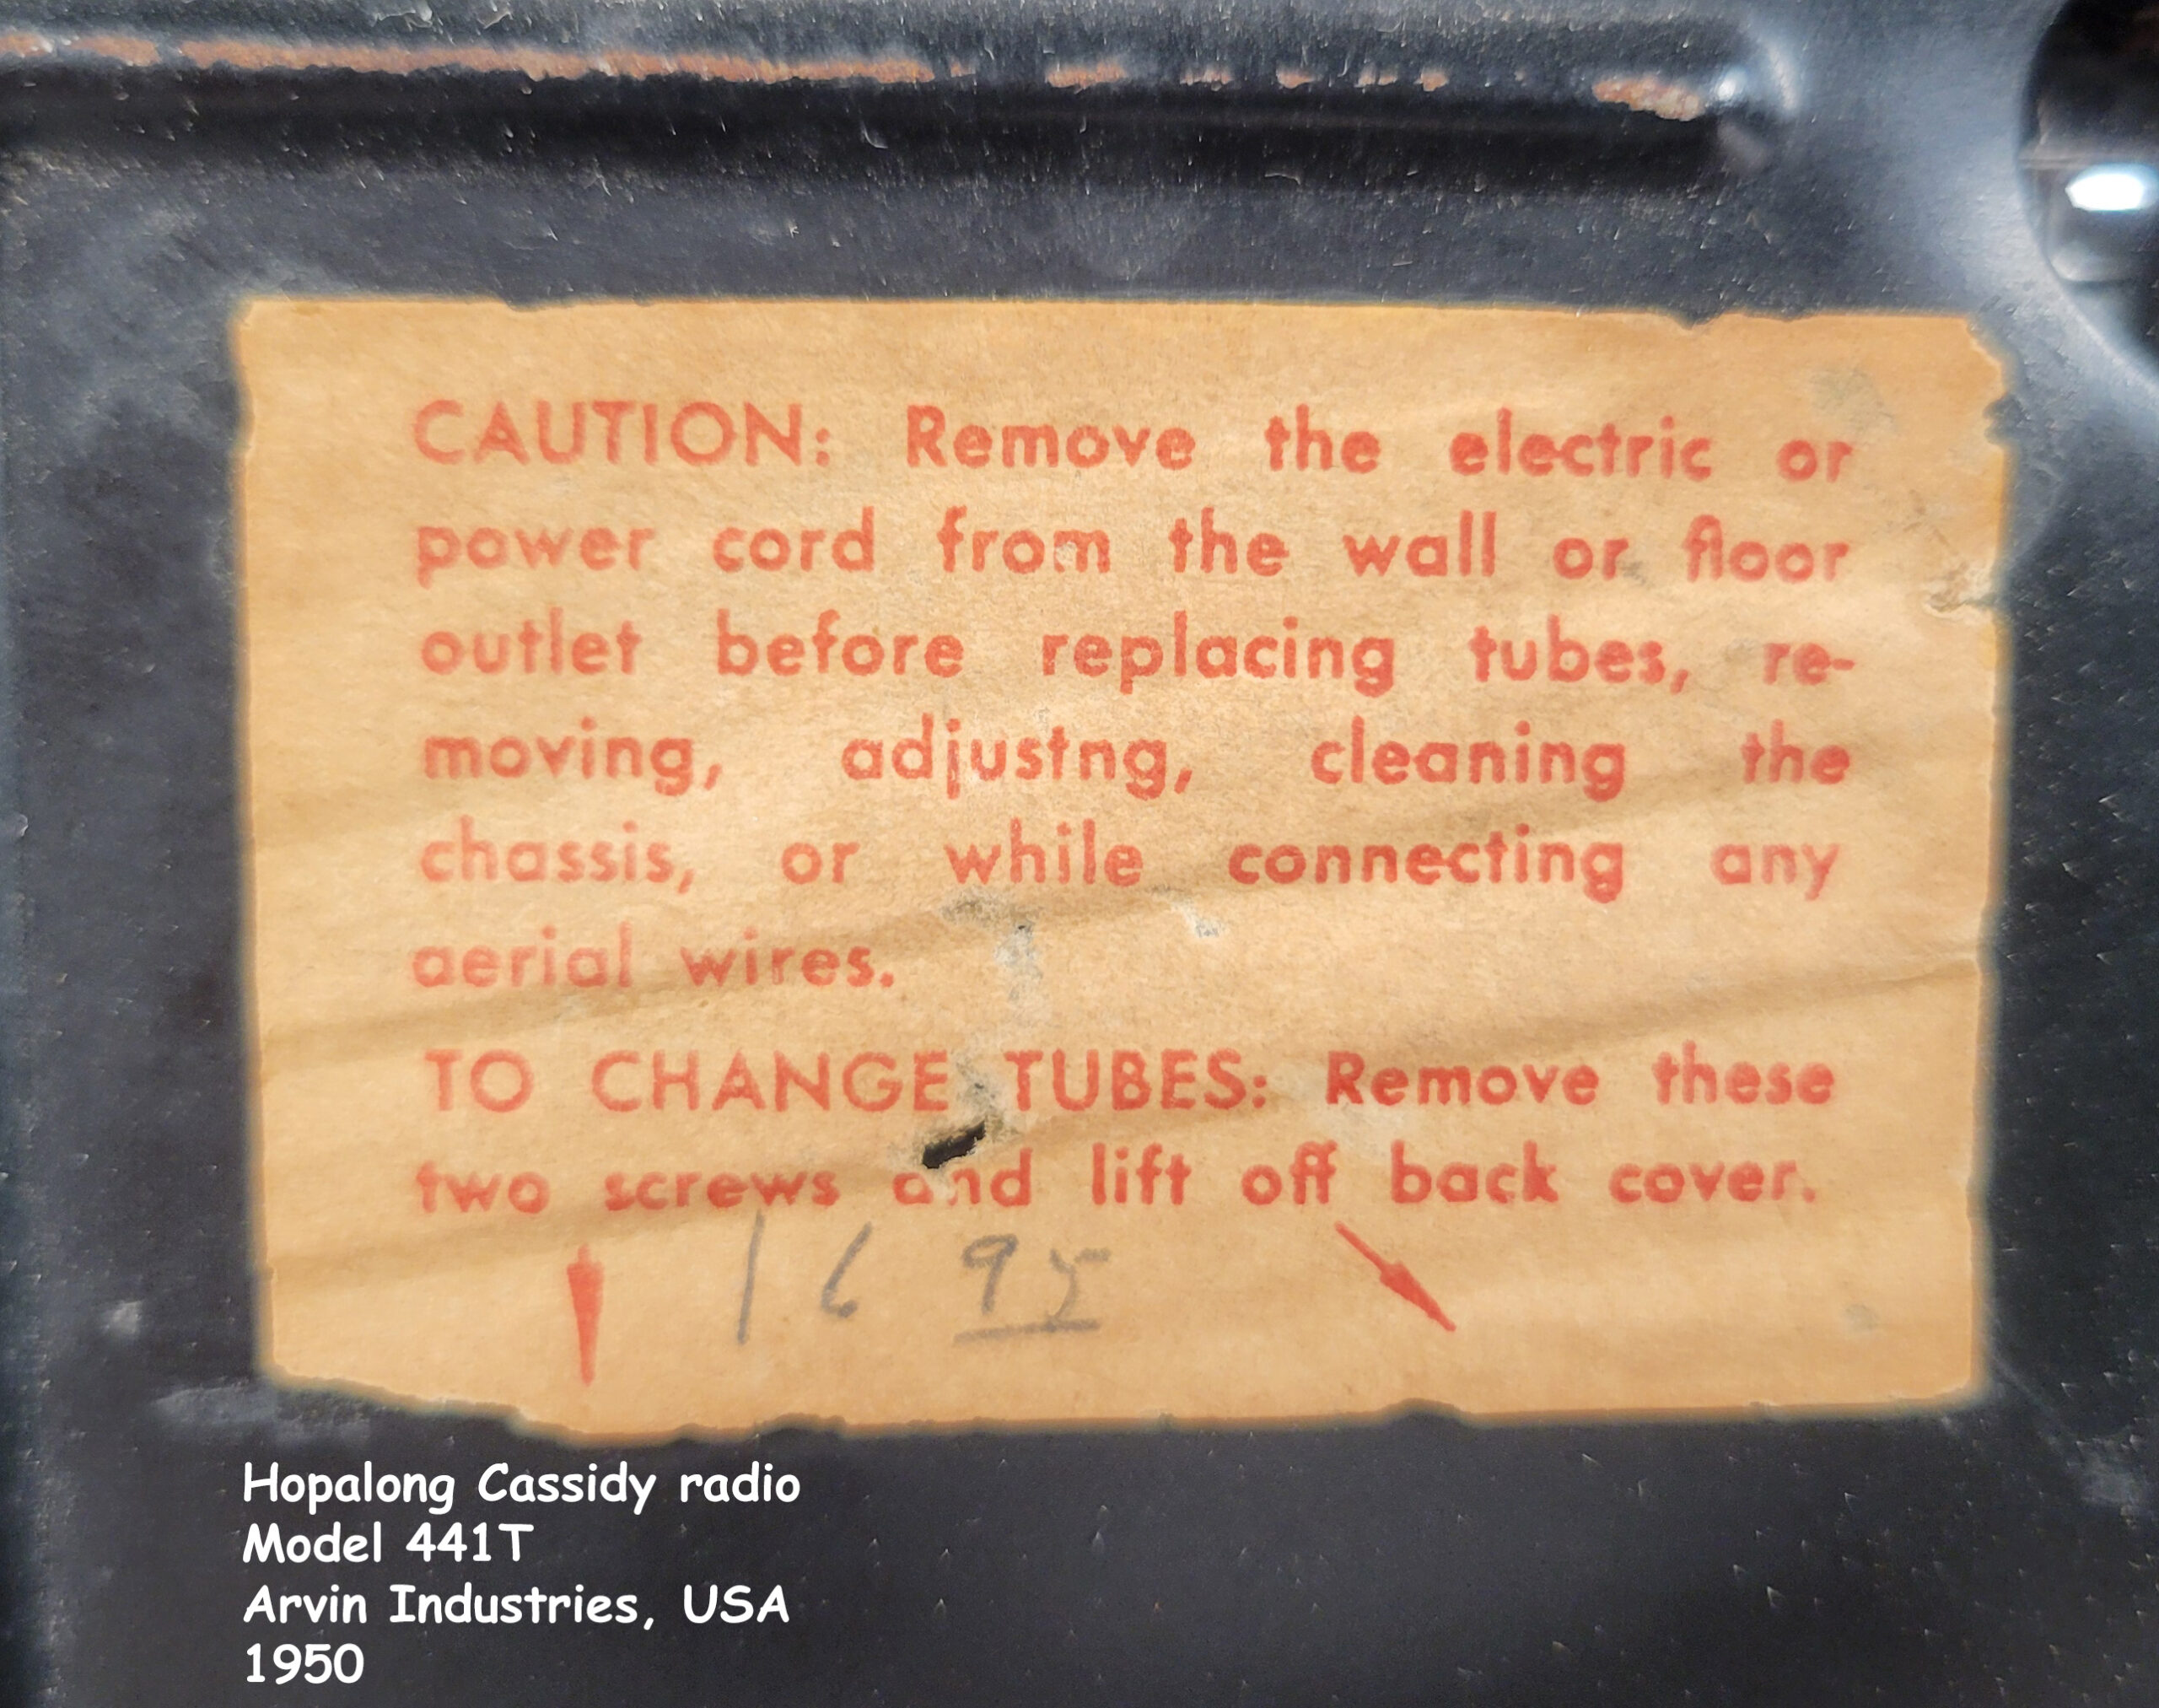 CAUTION: Remove the electric or
power cord from the wall or floor
outlet before replacing tubes, re-
moving, adjustng, cleaning the
chassis, or while connecting any
aerial wires.
TO CHANGE TUBES: Remove these
two screws and lift off back cover.
16 95
Hopalong Cassidy radio
Model 441T
Arvin Industries, USA
1950